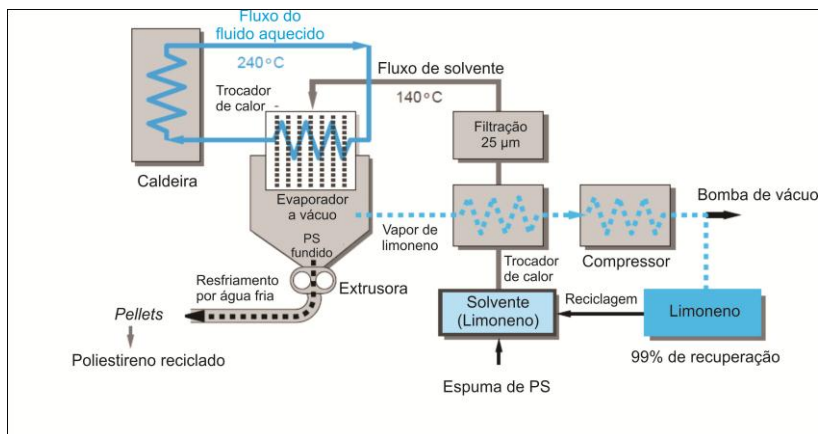 Fluxo do
fluido aquecido
240°C
Fluxo de solvente
140°C
Trocador
de calor
Filtração
25 µm
Caldeira
Evaporador
a vácuo
Bomba de vácuo
Vapor de
limoneno
PS
fundido
Trocador
de calor
Compressor
Resfriamento
por água fria
Extrusora
Pellets
Solvente
(Limoneno)
Reciclagem
Limoneno
Poliestireno reciclado
99% de recuperação
Espuma de PS